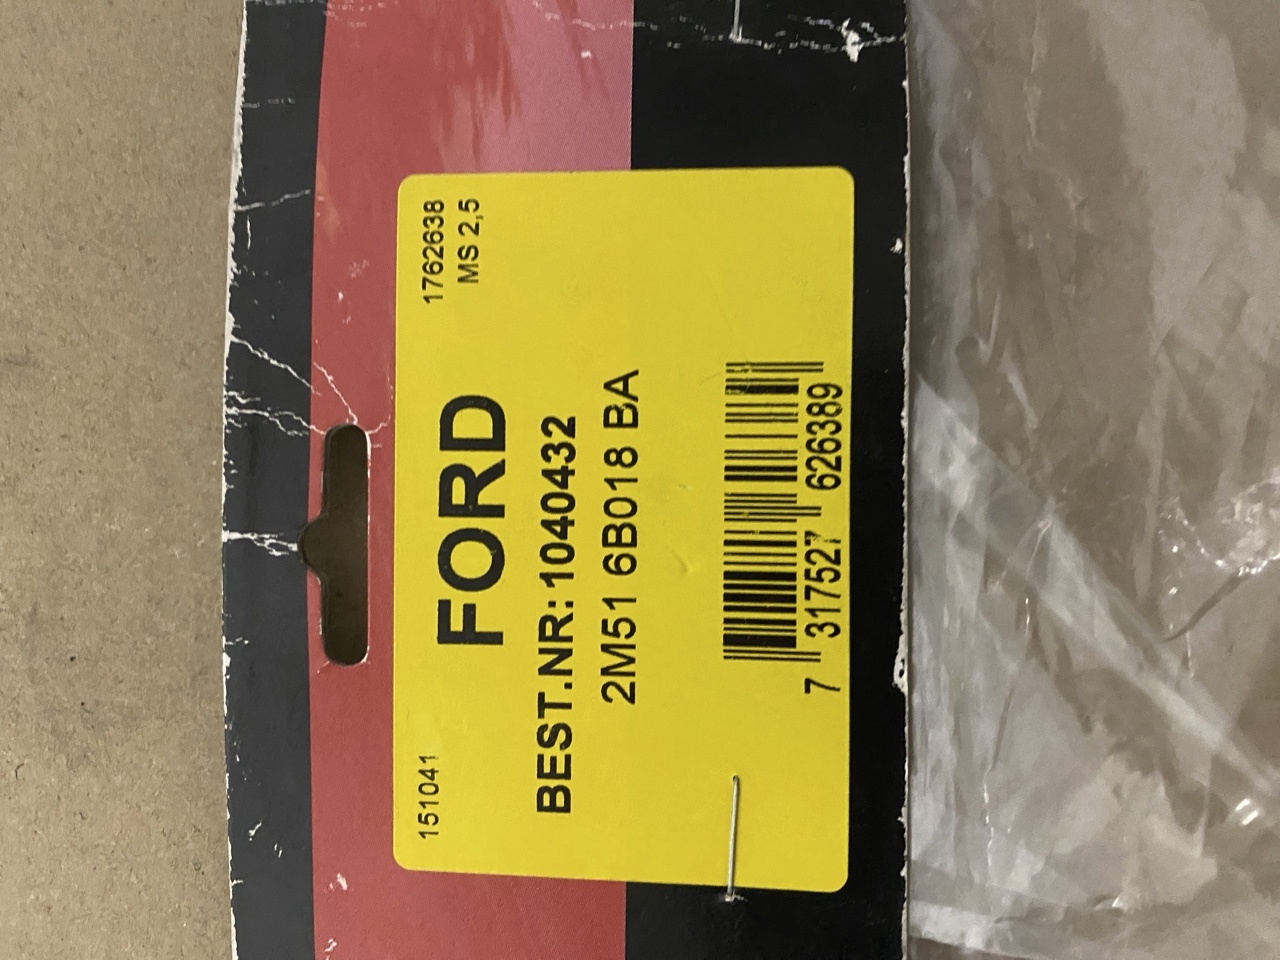 151041
1762638
MS 2,5
FORD
BEST.NR:1040432
2M51 6B018 BA
7 317527 626389